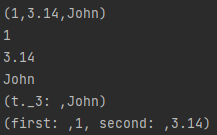 (1,3.14,John)
1
3.14
John
(t._3: ,John)
(first: ,1, second: ,3.14)